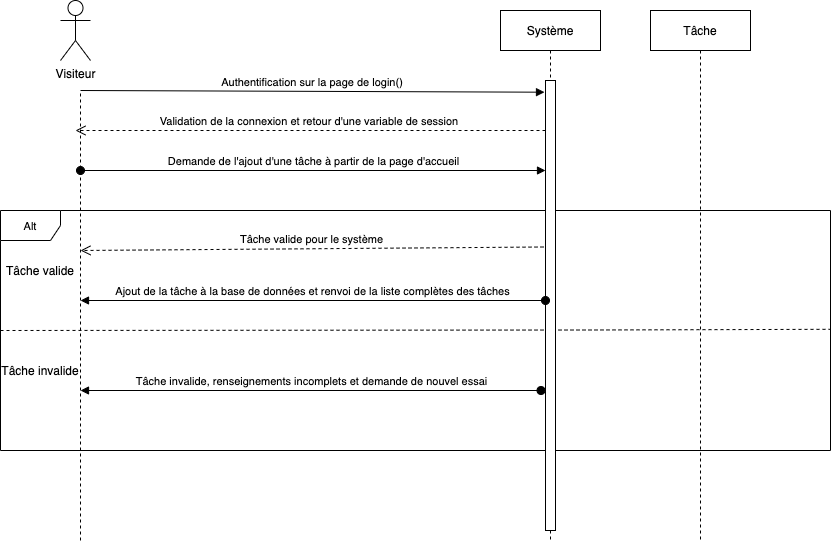 Système
Tâche
Visiteur
Authentification sur la page de login()
Validation de la connexion et retour d'une variable de session
Demande de l'ajout d'une tâche à partir de la page d'accueil
Alt
Tâche valide pour le système
Tâche valide
Ajout de la tâche à la base de données et renvoi de la liste complètes des tâches
Tâche invalide
Tâche invalide, renseignements incomplets et demande de nouvel essai